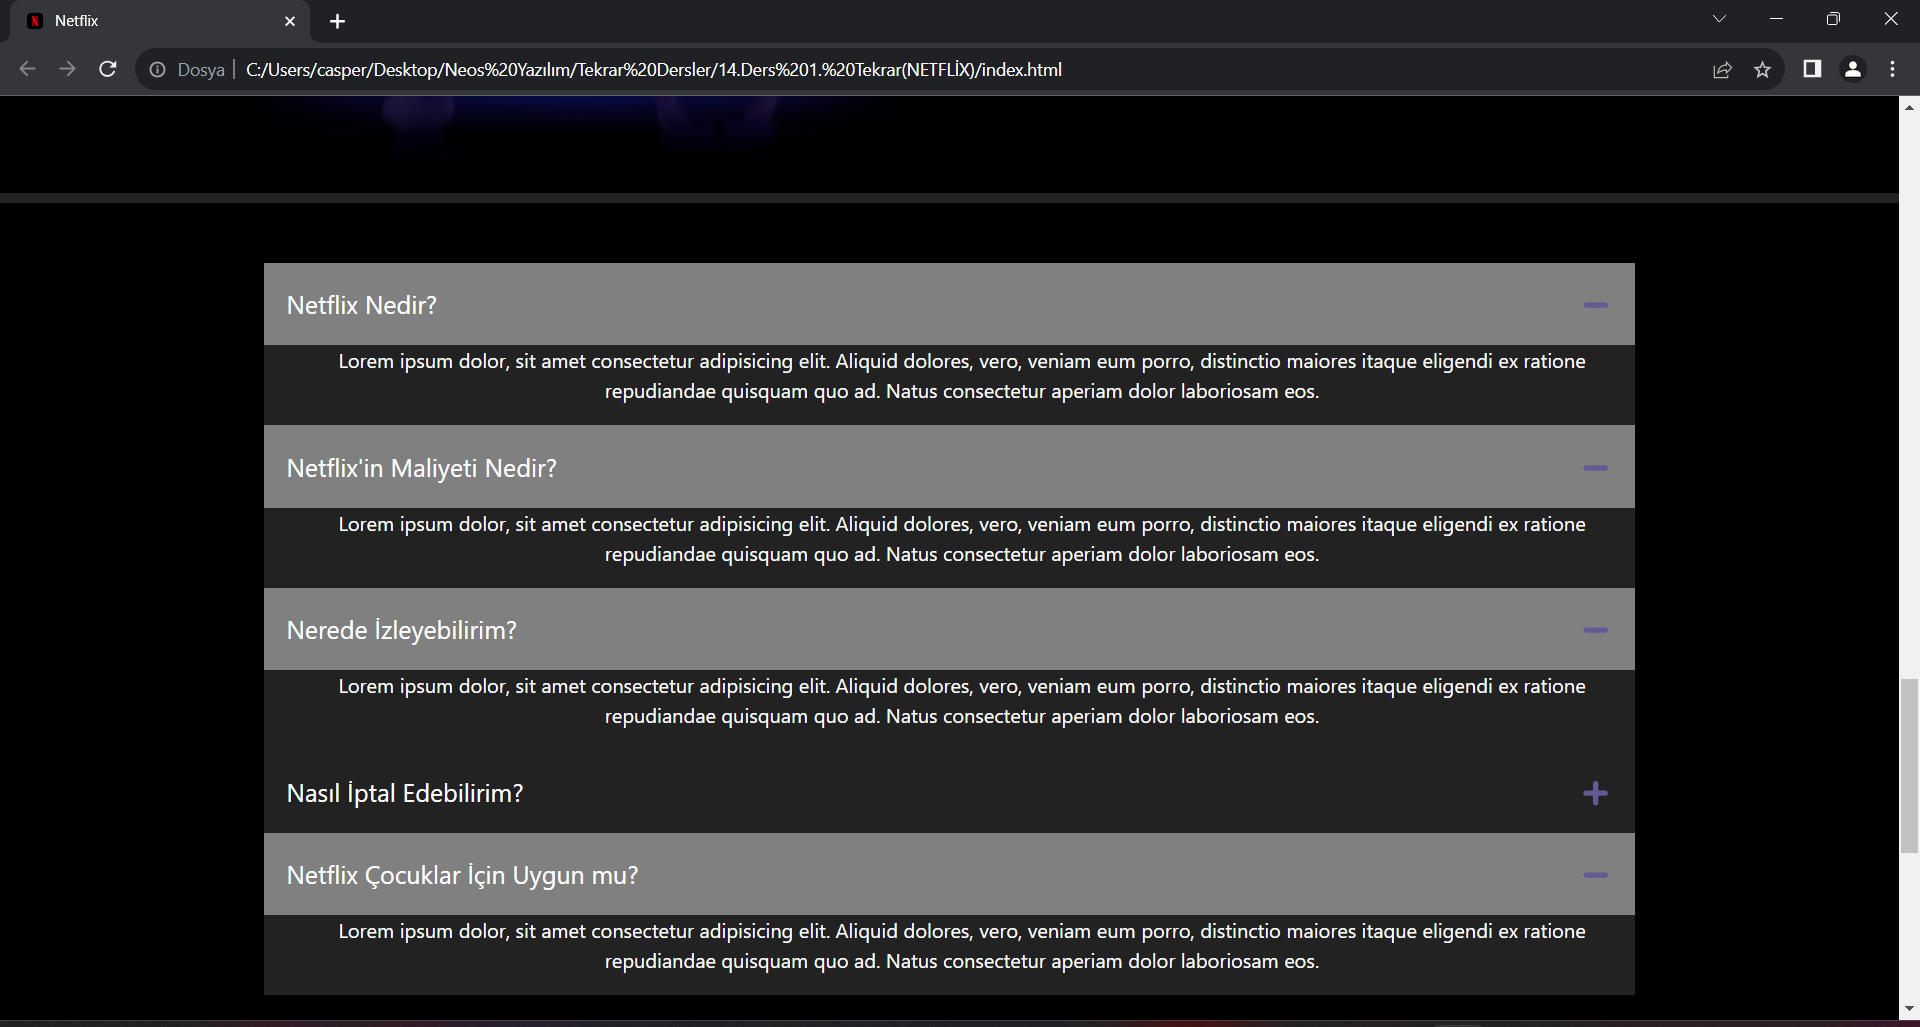 Netflix
Dosya C:/Users/casper/Desktop/Neos%20Yazılım/Tekrar%20Dersler/14.Ders%201.%20Tekrar(NETFLİX)/index.html
Netflix Nedir?
Lorem ipsum dolor, sit amet consectetur adipisicing elit. Aliquid dolores, vero, veniam eum porro, distinctio maiores itaque eligendi ex ratione
repudiandae quisquam quo ad. Natus consectetur aperiam dolor laboriosam eos.
Netflix'in Maliyeti Nedir?
Lorem ipsum dolor, sit amet consectetur adipisicing elit. Aliquid dolores, vero, veniam eum porro, distinctio maiores itaque eligendi ex ratione
repudiandae quisquam quo ad. Natus consectetur aperiam dolor laboriosam eos.
Nerede İzleyebilirim?
Lorem ipsum dolor, sit amet consectetur adipisicing elit. Aliquid dolores, vero, veniam eum porro, distinctio maiores itaque eligendi ex ratione
repudiandae quisquam quo ad. Natus consectetur aperiam dolor laboriosam eos.
Nasıl İptal Edebilirim?
Netflix Çocuklar İçin Uygun mu?
Lorem ipsum dolor, sit amet consectetur adipisicing elit. Aliquid dolores, vero, veniam eum porro, distinctio maiores itaque eligendi ex ratione
repudiandae quisquam quo ad. Natus consectetur aperiam dolor laboriosam eos.